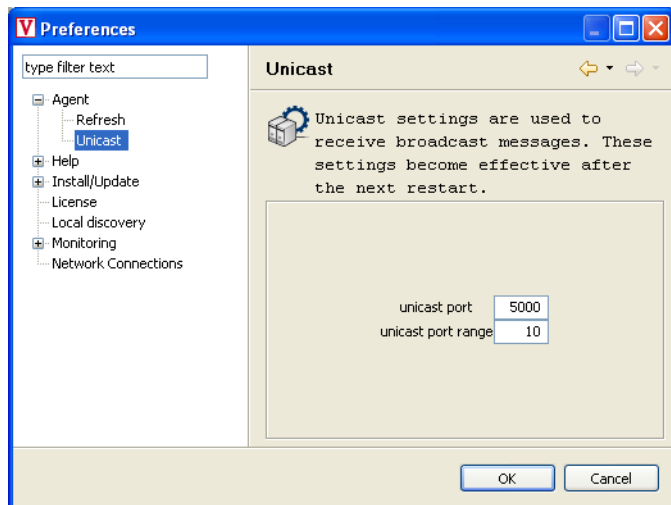 V Preferences
type filter text
Agent
Refresh
Unicast
Help
Install/Update
License
Local discovery
Monitoring
Network Connections
Unicast
Unicast settings are used to
receive broadcast messages. These
settings become effective after
the next restart.
unicast port 5000
unicast port range 10
OK Cancel